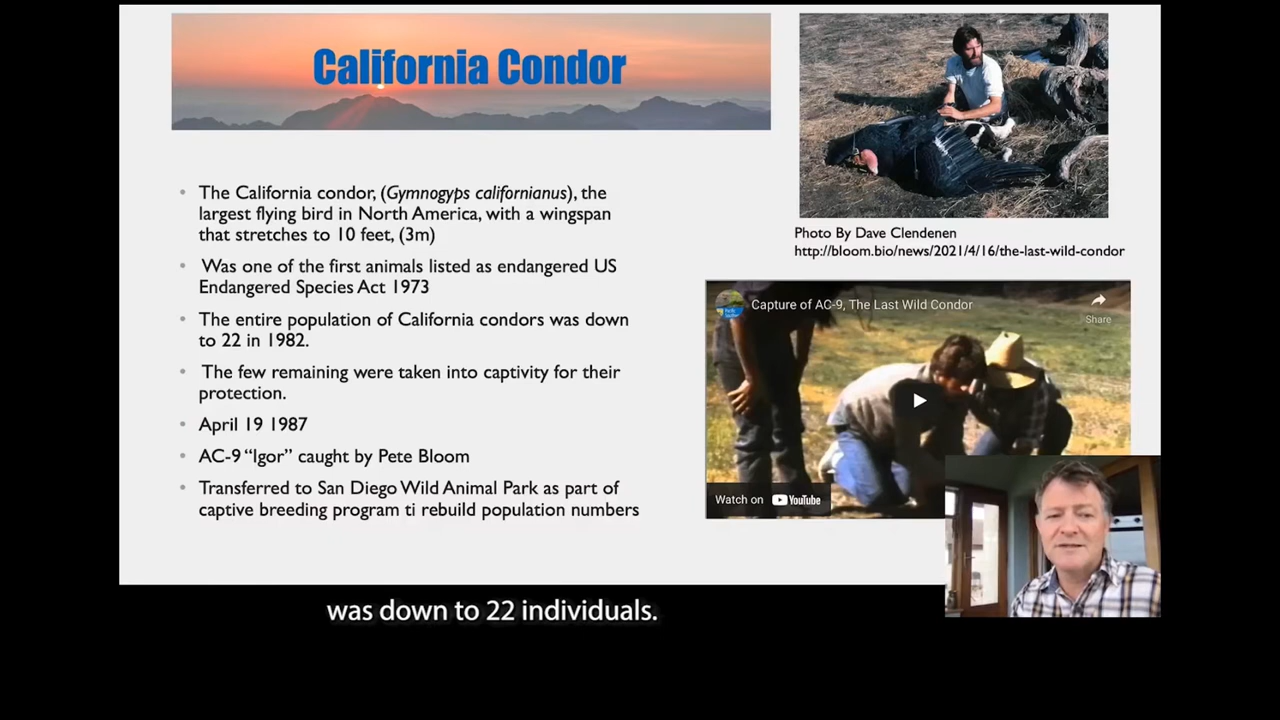 California Condor
The California condor, (Gymnogyps californianus), the
largest flying bird in North America, with a wingspan
that stretches to 10 feet, (3m)
Was one of the first animals listed as endangered US
Endangered Species Act 1973
The entire population of California condors was down
to 22 in 1982.
The few remaining were taken into captivity for their
protection.
April 19 1987
AC-9 “Igor” caught by Pete Bloom
Transferred to San Diego Wild Animal Park as part of
captive breeding program ti rebuild population numbers
Photo By Dave Clendenen
http://bloom.bio/news/2021/4/16/the-last-wild-condor
Capture of AC-9, The Last Wild Condor
Share
Watch on YouTube
was down to 22 individuals.